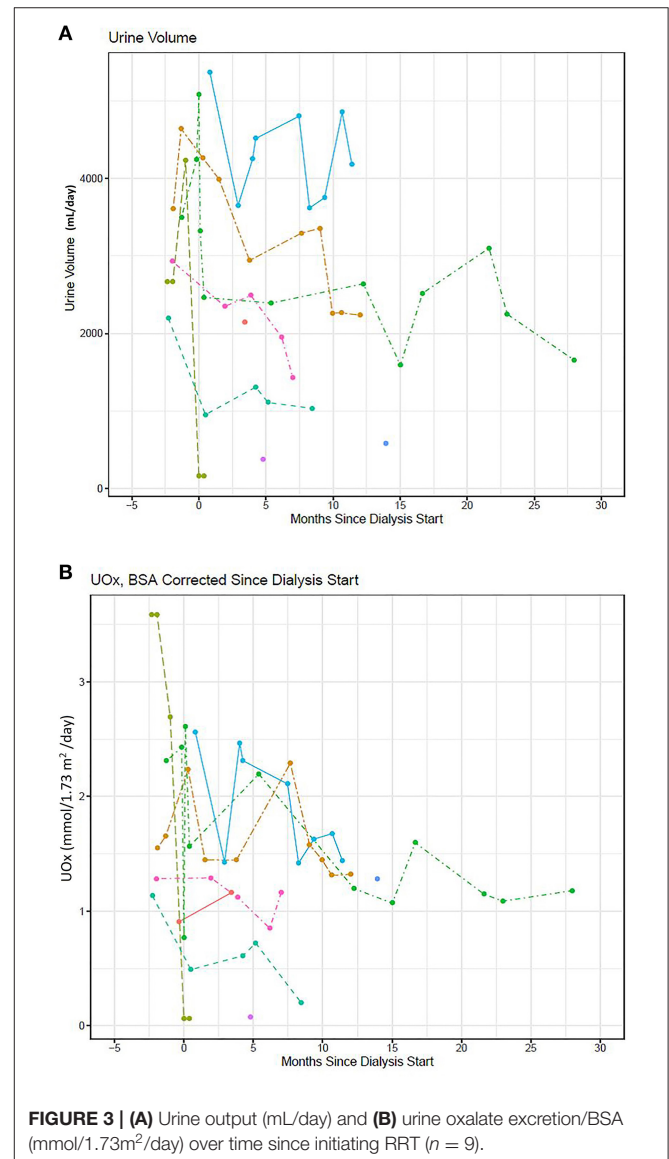 A
Urine Volume
Urine Volume (mL/day)
4000
2000
0
−5 0 5 10 15 20 25 30
Months Since Dialysis Start
B
UOx, BSA Corrected Since Dialysis Start
UOx (mmol/1.73 m² /day)
3
2
1
0
−5 0 5 10 15 20 25 30
Months Since Dialysis Start
FIGURE 3 | (A) Urine output (mL/day) and (B) urine oxalate excretion/BSA
(mmol/1.73m²/day) over time since initiating RRT (n = 9).